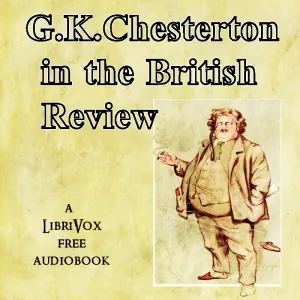 G.K.Chesterton
in the British
Review
a
LibriVox
free
audiobook